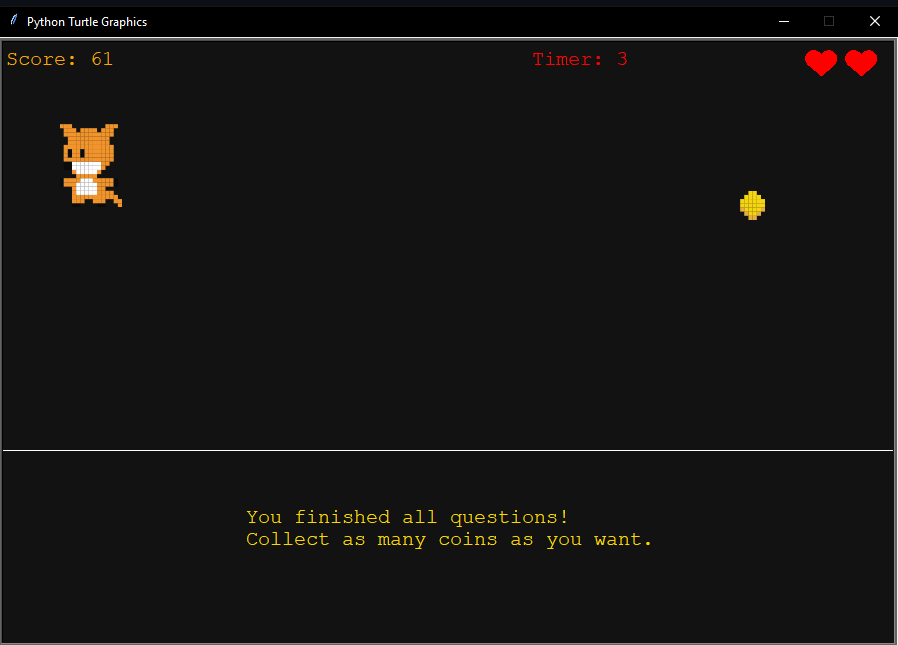 Python Turtle Graphics
Score: 61
Timer: 3
You finished all questions!
Collect as many coins as you want.